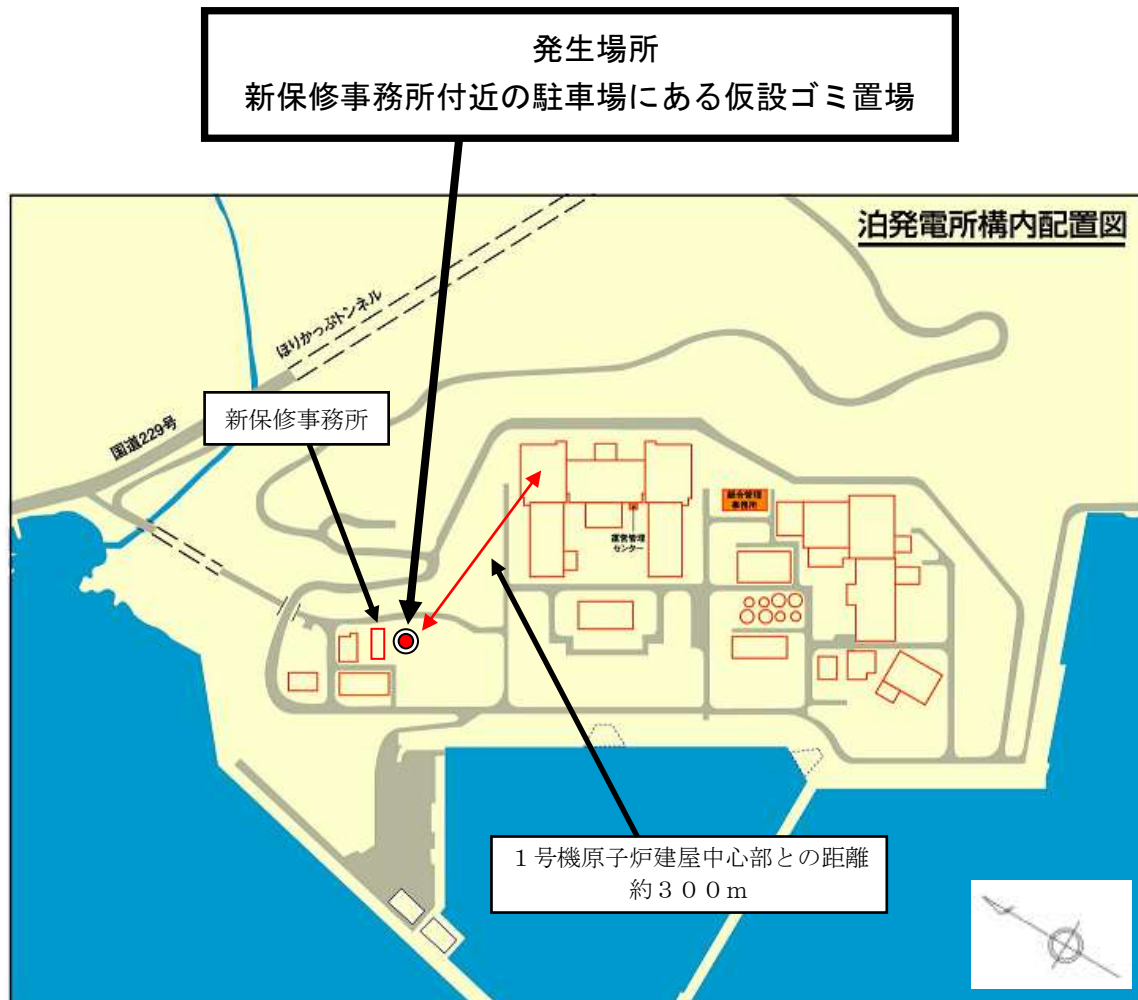 発生場所
新保修事務所付近の駐車場にある仮設ゴミ置場
泊発電所構内配置図
ほりかっぷトンネル
国道229号
新保修事務所
総合管理
事務所
運営管理
センター
1号機原子炉建屋中心部との距離
約300m